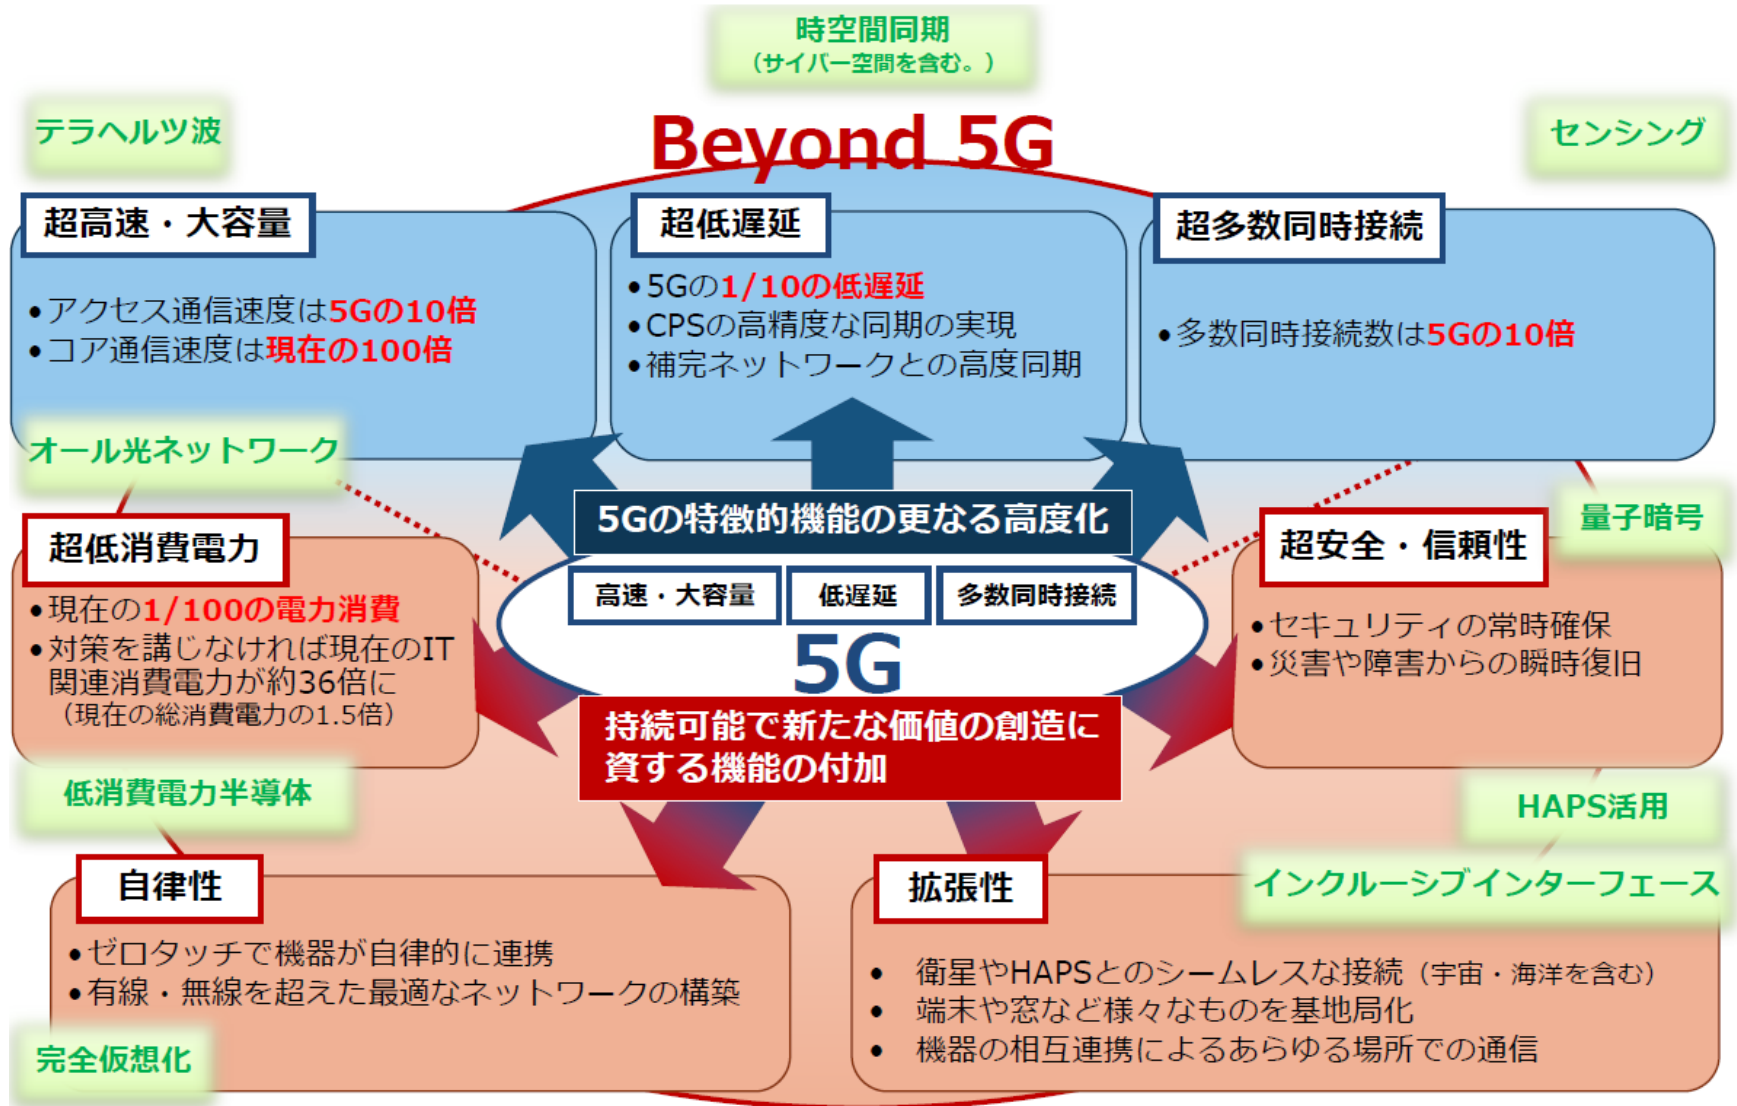 時空間同期
（サイバー空間を含む。）
テラヘルツ波
Beyond 5G
センシング
超高速・大容量
•アクセス通信速度は5Gの10倍
•コア通信速度は現在の100倍
超低遅延
•5Gの1/10の低遅延
•CPSの高精度な同期の実現
•補完ネットワークとの高度同期
超多数同時接続
•多数同時接続数は5Gの10倍
オール光ネットワーク
5Gの特徴的機能の更なる高度化
量子暗号
超低消費電力
•現在の1/100の電力消費
•対策を講じなければ現在のIT
関連消費電力が約36倍に
（現在の総消費電力の1.5倍）
高速・大容量
低遅延
多数同時接続
5G
超安全・信頼性
•セキュリティの常時確保
•災害や障害からの瞬時復旧
持続可能で新たな価値の創造に
資する機能の付加
低消費電力半導体
HAPS活用
自律性
•ゼロタッチで機器が自律的に連携
•有線・無線を超えた最適なネットワークの構築
完全仮想化
拡張性
インクルーシブインターフェース
• 衛星やHAPSとのシームレスな接続（宇宙・海洋を含む）
• 端末や窓など様々なものを基地局化
• 機器の相互連携によるあらゆる場所での通信